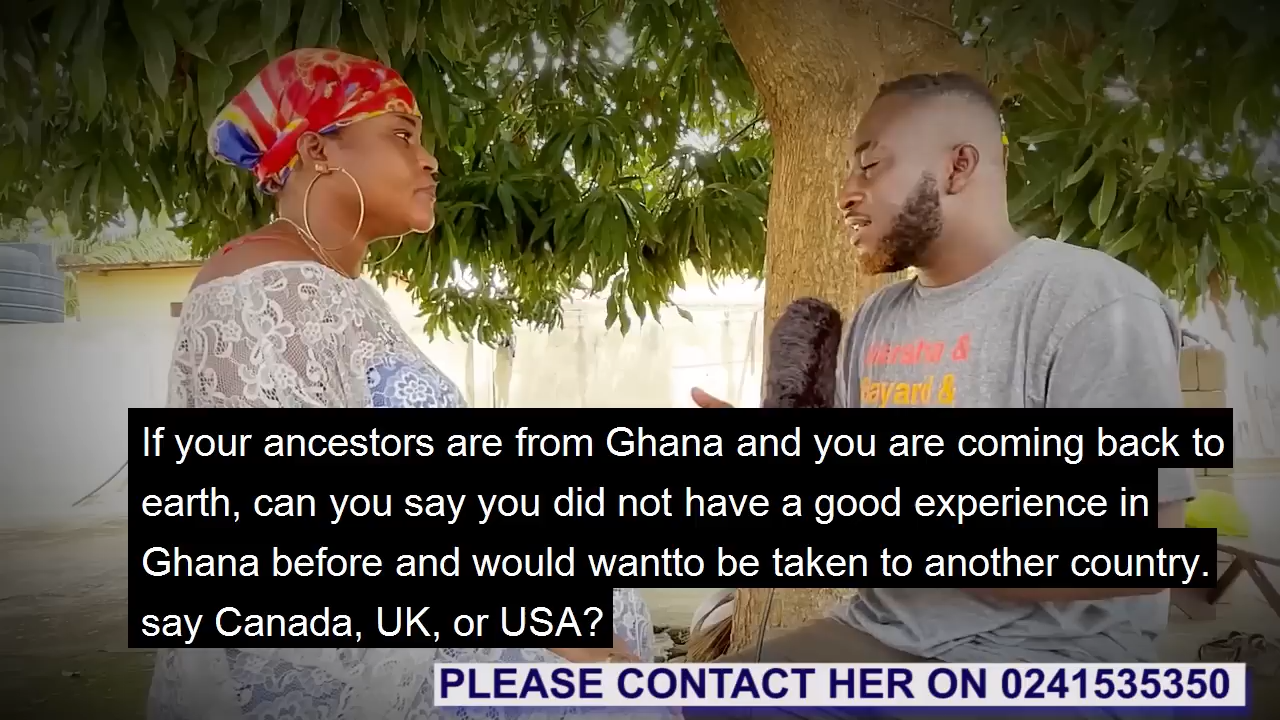 &
Bayard &
If your ancestors are from Ghana and you are coming back to
earth, can you say you did not have a good experience in
Ghana before and would wantto be taken to another country.
say Canada, UK, or USA?
PLEASE CONTACT HER ON 0241535350